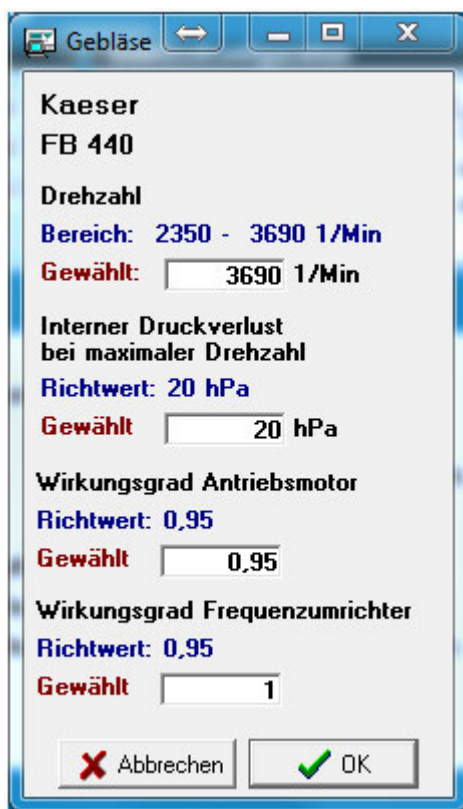 Gebläse
Kaeser
FB 440
Drehzahl
Bereich: 2350 - 3690 1/Min
Gewählt: 3690 1/Min
Interner Druckverlust
bei maximaler Drehzahl
Richtwert: 20 hPa
Gewählt 20 hPa
Wirkungsgrad Antriebsmotor
Richtwert: 0,95
Gewählt 0,95
Wirkungsgrad Frequenzumrichter
Richtwert: 0,95
Gewählt 1
Abbrechen OK